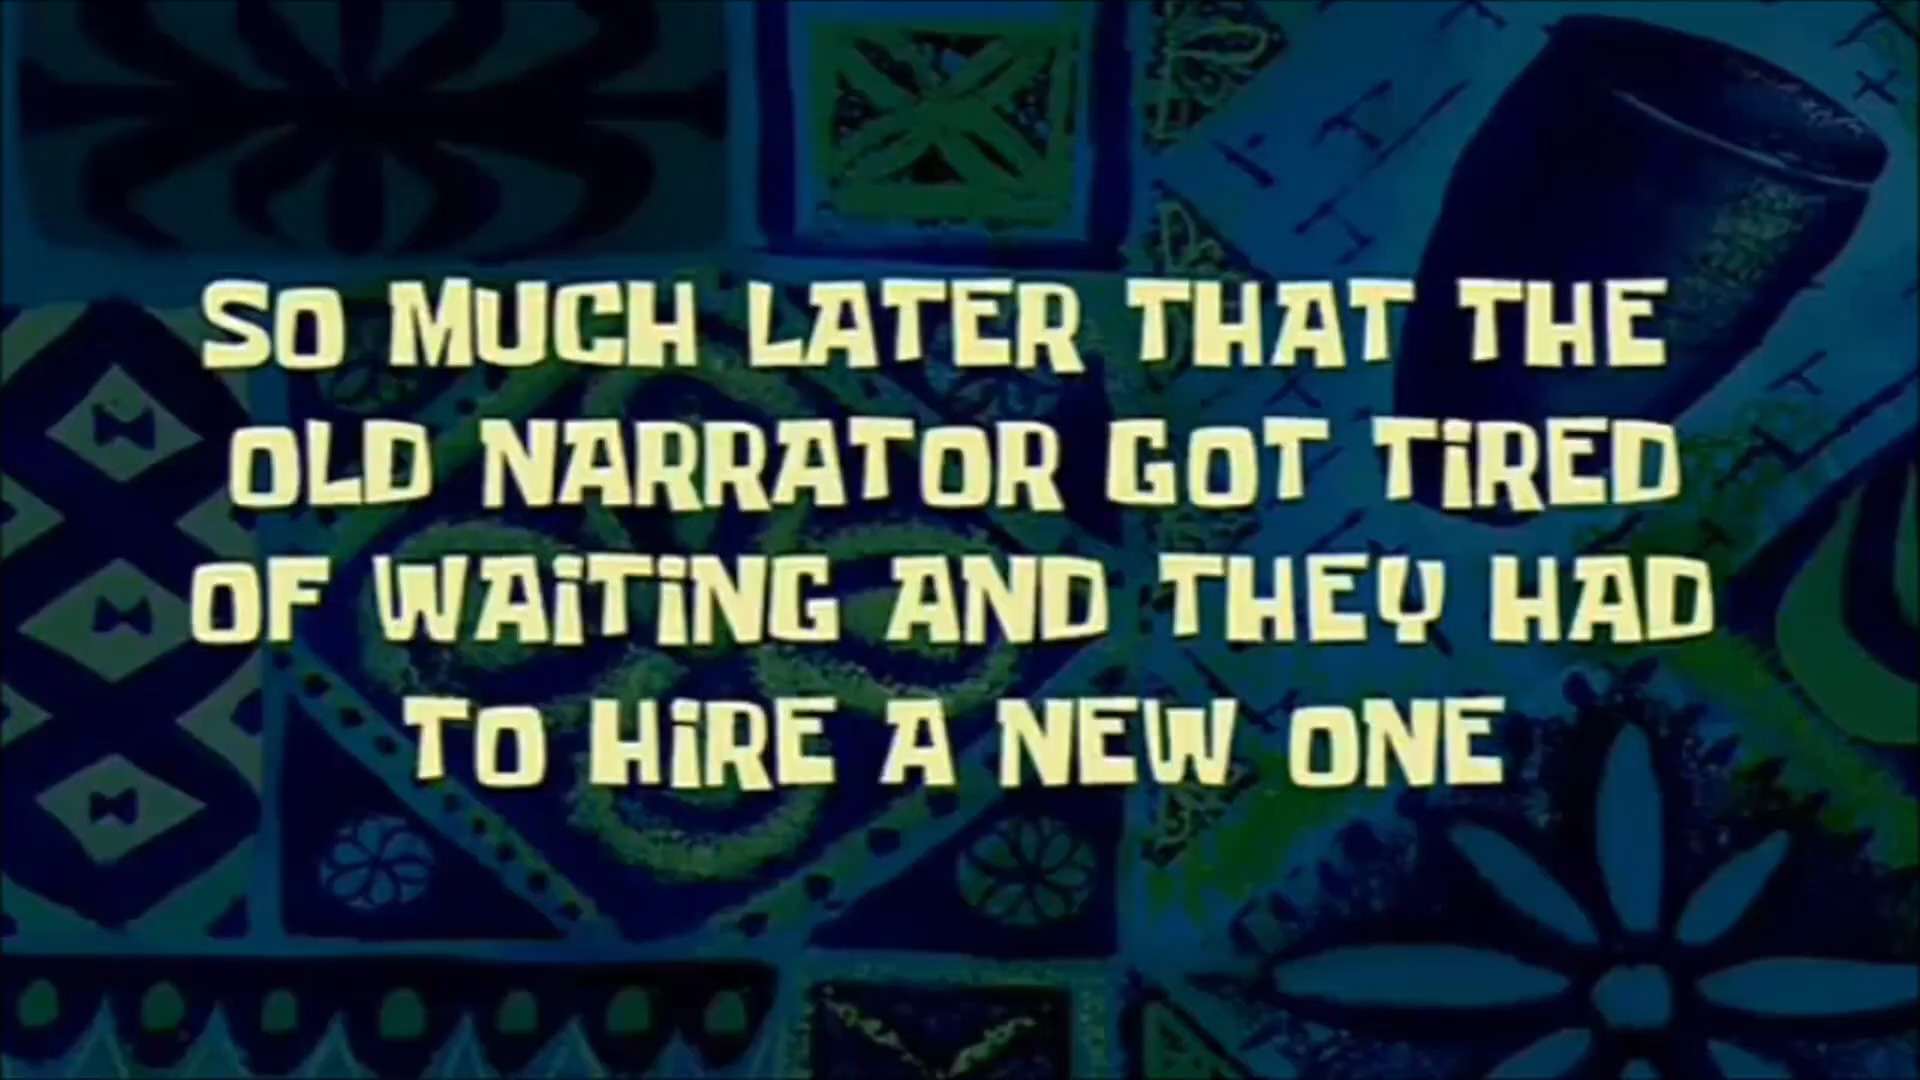 SO MUCH LATER THAT THE
OLD NARRATOR GOT TIRED
OF WAITING AND THEY HAD
TO HIRE A NEW ONE